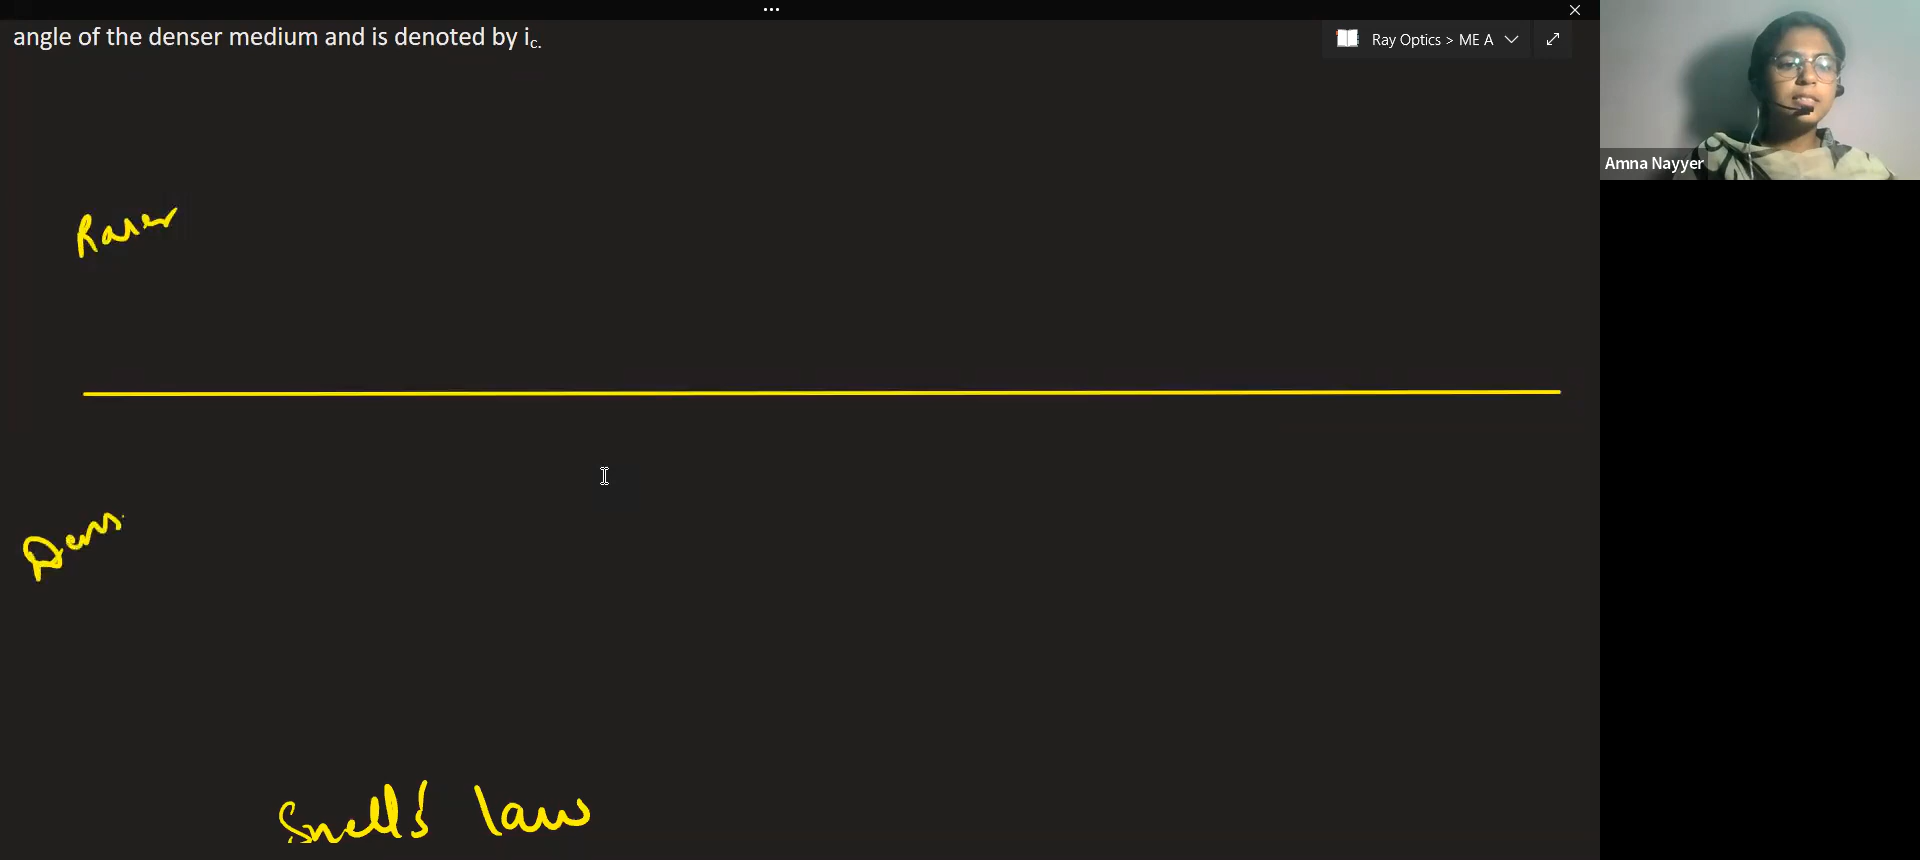 angle of the denser medium and is denoted by ic.
Ray Optics > ME A
Amna Nayyer
Rarer
Dens.
Snell's law